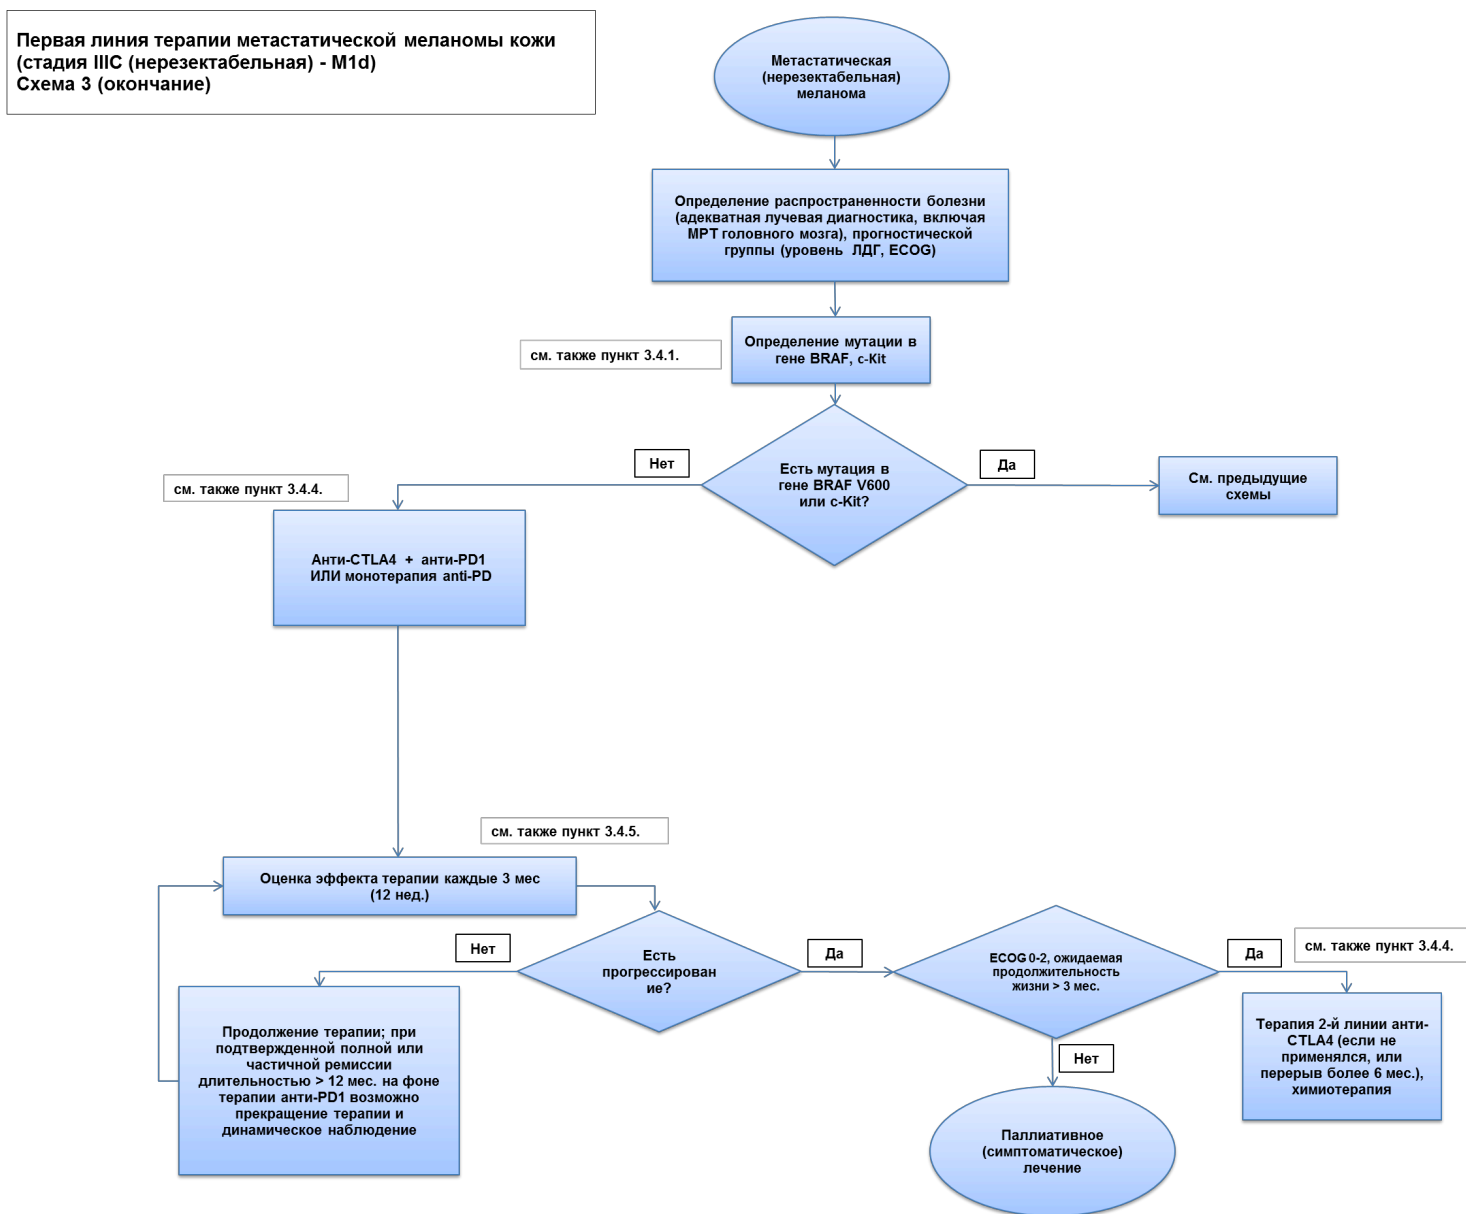 Первая линия терапии метастатической меланомы кожи
(стадия IIIC (нерезектабельная) - M1d)
Схема 3 (окончание)
Метастатическая
(нерезектабельная)
меланома
Определение распространенности болезни
(адекватная лучевая диагностика, включая
МРТ головного мозга), прогностической
группы (уровень ЛДГ, ECOG)
см. также пункт 3.4.1.
Определение мутации в
гене BRAF, c-Kit
Есть мутация в
гене BRAF V600
или c-Kit?
Нет
Да
См. предыдущие
схемы
см. также пункт 3.4.4.
Анти-CTLA4 + анти-PD1
ИЛИ монотерапия anti-PD
см. также пункт 3.4.5.
Оценка эффекта терапии каждые 3 мес
(12 нед.)
Есть
прогрессирован
ие?
Нет
Да
Продолжение терапии; при
подтвержденной полной или
частичной ремиссии
длительностью > 12 мес. на фоне
терапии анти-PD1 возможно
прекращение терапии и
динамическое наблюдение
ECOG 0-2, ожидаемая
продолжительность
жизни > 3 мес.
Да
см. также пункт 3.4.4.
Терапия 2-й линии анти-
CTLA4 (если не
применялся, или
перерыв более 6 мес.),
химиотерапия
Нет
Паллиативное
(симптоматическое)
лечение